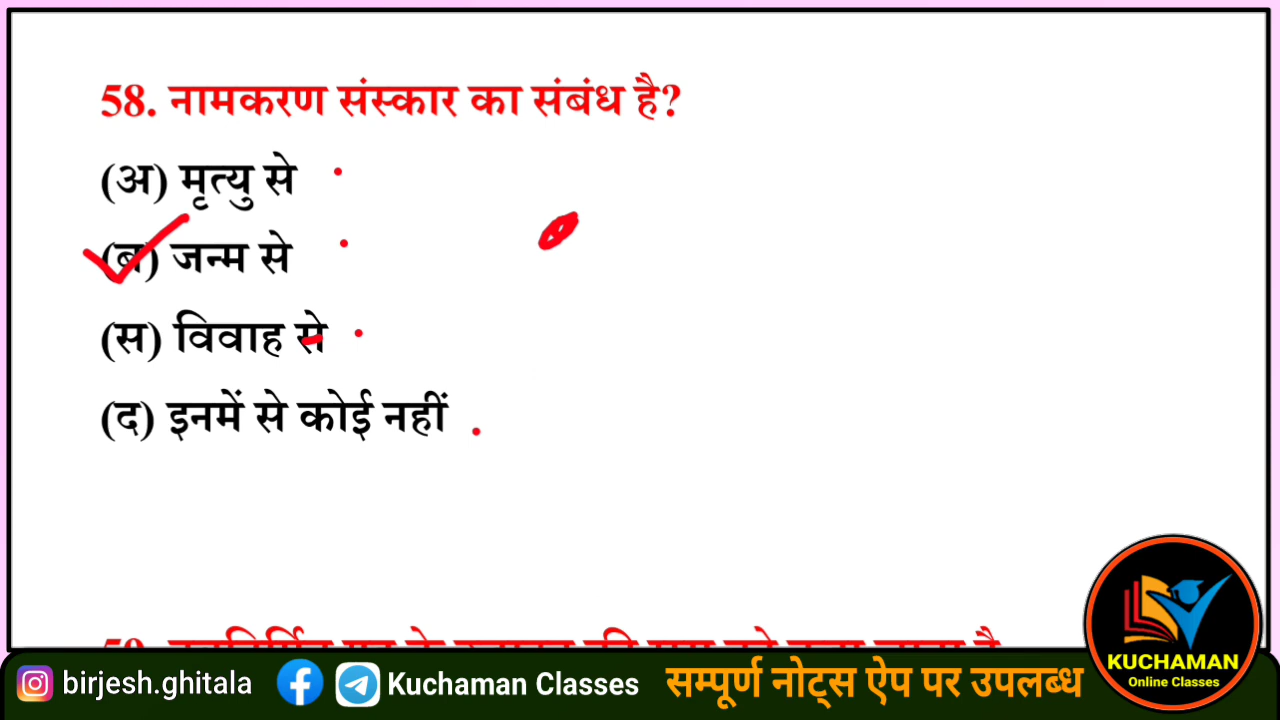 58. नामकरण संस्कार का संबंध है?
(अ) मृत्यु से
(ब) जन्म से
(स) विवाह से
(द) इनमें से कोई नहीं
birjesh.ghitala
Kuchaman Classes
सम्पूर्ण नोट्स ऐप पर उपलब्ध
KUCHAMAN
Online Classes